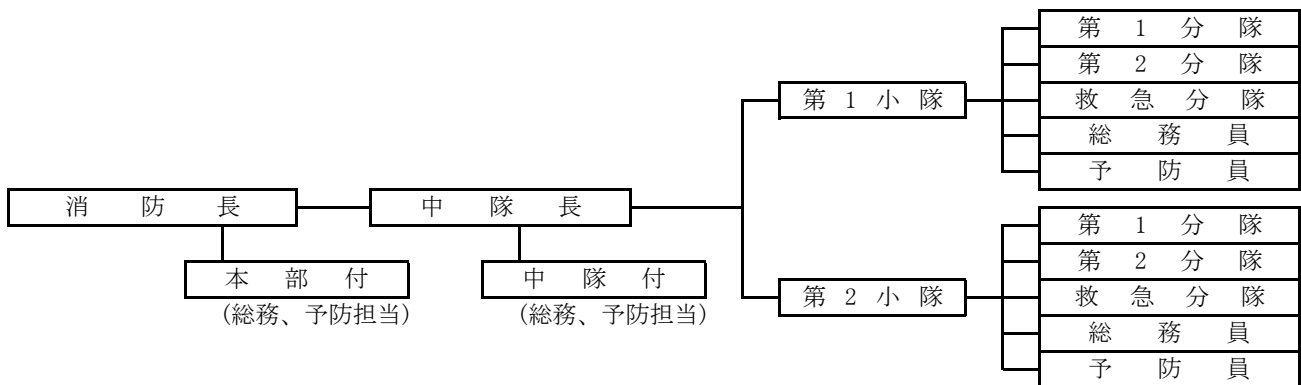 消防長
本部付
(総務、予防担当)
中隊長
中隊付
(総務、予防担当)
第1小隊
第1分隊
第2分隊
救急分隊
総務員
予防員
第2小隊
第1分隊
第2分隊
救急分隊
総務員
予防員